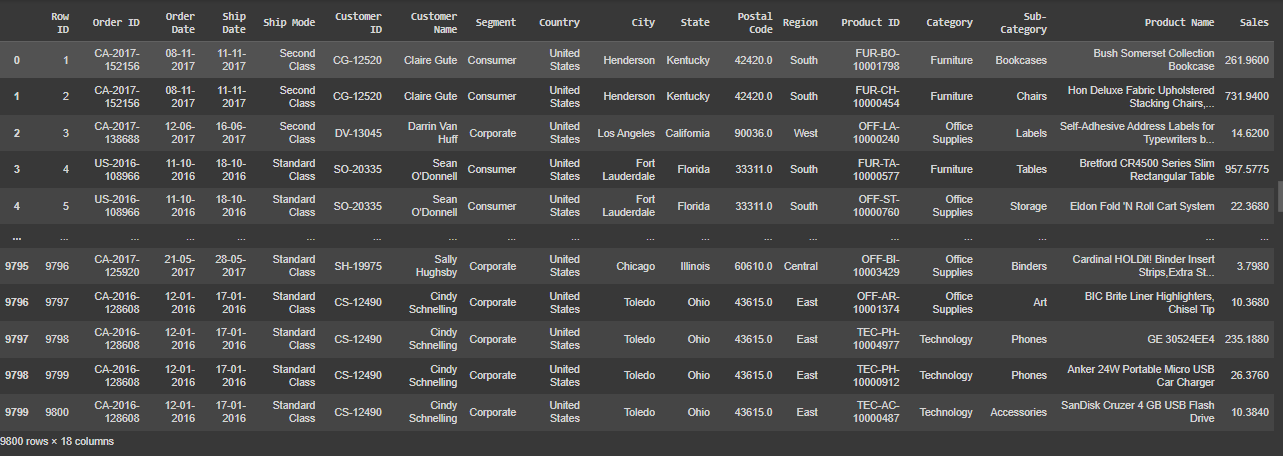 Row ID Order ID Order Date Ship Date Ship Mode Customer ID Customer Name Segment Country City State Postal Code Region Product ID Category Sub-Category Product Name Sales
0 1 CA-2017-152156 08-11-2017 11-11-2017 Second Class CG-12520 Claire Gute Consumer United States Henderson Kentucky 42420.0 South FUR-BO-10001798 Furniture Bookcases Bush Somerset Collection Bookcase 261.9600
1 2 CA-2017-152156 08-11-2017 11-11-2017 Second Class CG-12520 Claire Gute Consumer United States Henderson Kentucky 42420.0 South FUR-CH-10000454 Furniture Chairs Hon Deluxe Fabric Upholstered Stacking Chairs,... 731.9400
2 3 CA-2017-138688 12-06-2017 16-06-2017 Second Class DV-13045 Darrin Van Huff Corporate United States Los Angeles California 90036.0 West OFF-LA-10000240 Office Supplies Labels Self-Adhesive Address Labels for Typewriters b... 14.6200
3 4 US-2016-108966 11-10-2016 18-10-2016 Standard Class SO-20335 Sean O'Donnell Consumer United States Fort Lauderdale Florida 33311.0 South FUR-TA-10000577 Furniture Tables Bretford CR4500 Series Slim Rectangular Table 957.5775
4 5 US-2016-108966 11-10-2016 18-10-2016 Standard Class SO-20335 Sean O'Donnell Consumer United States Fort Lauderdale Florida 33311.0 South OFF-ST-10000760 Office Supplies Storage Eldon Fold 'N Roll Cart System 22.3680
... ... ... ... ... ... ... ... ... ... ... ... ... ... ... ... ... ... ...
9795 9796 CA-2017-125920 21-05-2017 28-05-2017 Standard Class SH-19975 Sally Hughsby Corporate United States Chicago Illinois 60610.0 Central OFF-BI-10003429 Office Supplies Binders Cardinal HOLDit! Binder Insert Strips,Extra St... 3.7980
9796 9797 CA-2016-128608 12-01-2016 17-01-2016 Standard Class CS-12490 Cindy Schnelling Corporate United States Toledo Ohio 43615.0 East OFF-AR-10001374 Office Supplies Art BIC Brite Liner Highlighters, Chisel Tip 10.3680
9797 9798 CA-2016-128608 12-01-2016 17-01-2016 Standard Class CS-12490 Cindy Schnelling Corporate United States Toledo Ohio 43615.0 East TEC-PH-10004977 Technology Phones GE 30524EE4 235.1880
9798 9799 CA-2016-128608 12-01-2016 17-01-2016 Standard Class CS-12490 Cindy Schnelling Corporate United States Toledo Ohio 43615.0 East TEC-PH-10000912 Technology Phones Anker 24W Portable Micro USB Car Charger 26.3760
9799 9800 CA-2016-128608 12-01-2016 17-01-2016 Standard Class CS-12490 Cindy Schnelling Corporate United States Toledo Ohio 43615.0 East TEC-AC-10000487 Technology Accessories SanDisk Cruzer 4 GB USB Flash Drive 10.3840
9800 rows × 18 columns